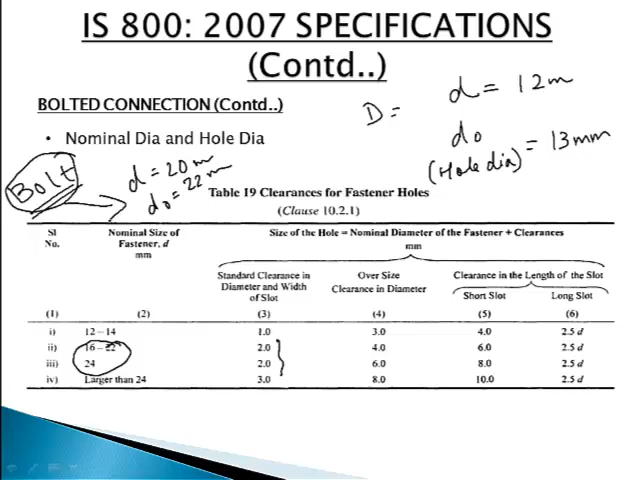 IS 800: 2007 SPECIFICATIONS
(Contd..)
BOLTED CONNECTION (Contd..)
D =
d = 12m
• Nominal Dia and Hole Dia
do
(Hole dia) = 13mm
Bolt
d = 20m
do = 22m
Table 19 Clearances for Fastener Holes
(Clause 10.2.1)
Sl No. Nominal Size of Fastener, d mm Size of the Hole = Nominal Diameter of the Fastener + Clearances mm
Standard Clearance in Diameter and Width of Slot Over Size Clearance in Diameter Clearance in the Length of the Slot
Short Slot Long Slot
(1) (2) (3) (4) (5) (6)
i) 12–14 1.0 3.0 4.0 2.5 d
ii) 16–22 2.0 4.0 6.0 2.5 d
iii) 24 2.0 6.0 8.0 2.5 d
iv) Larger than 24 3.0 8.0 10.0 2.5 d